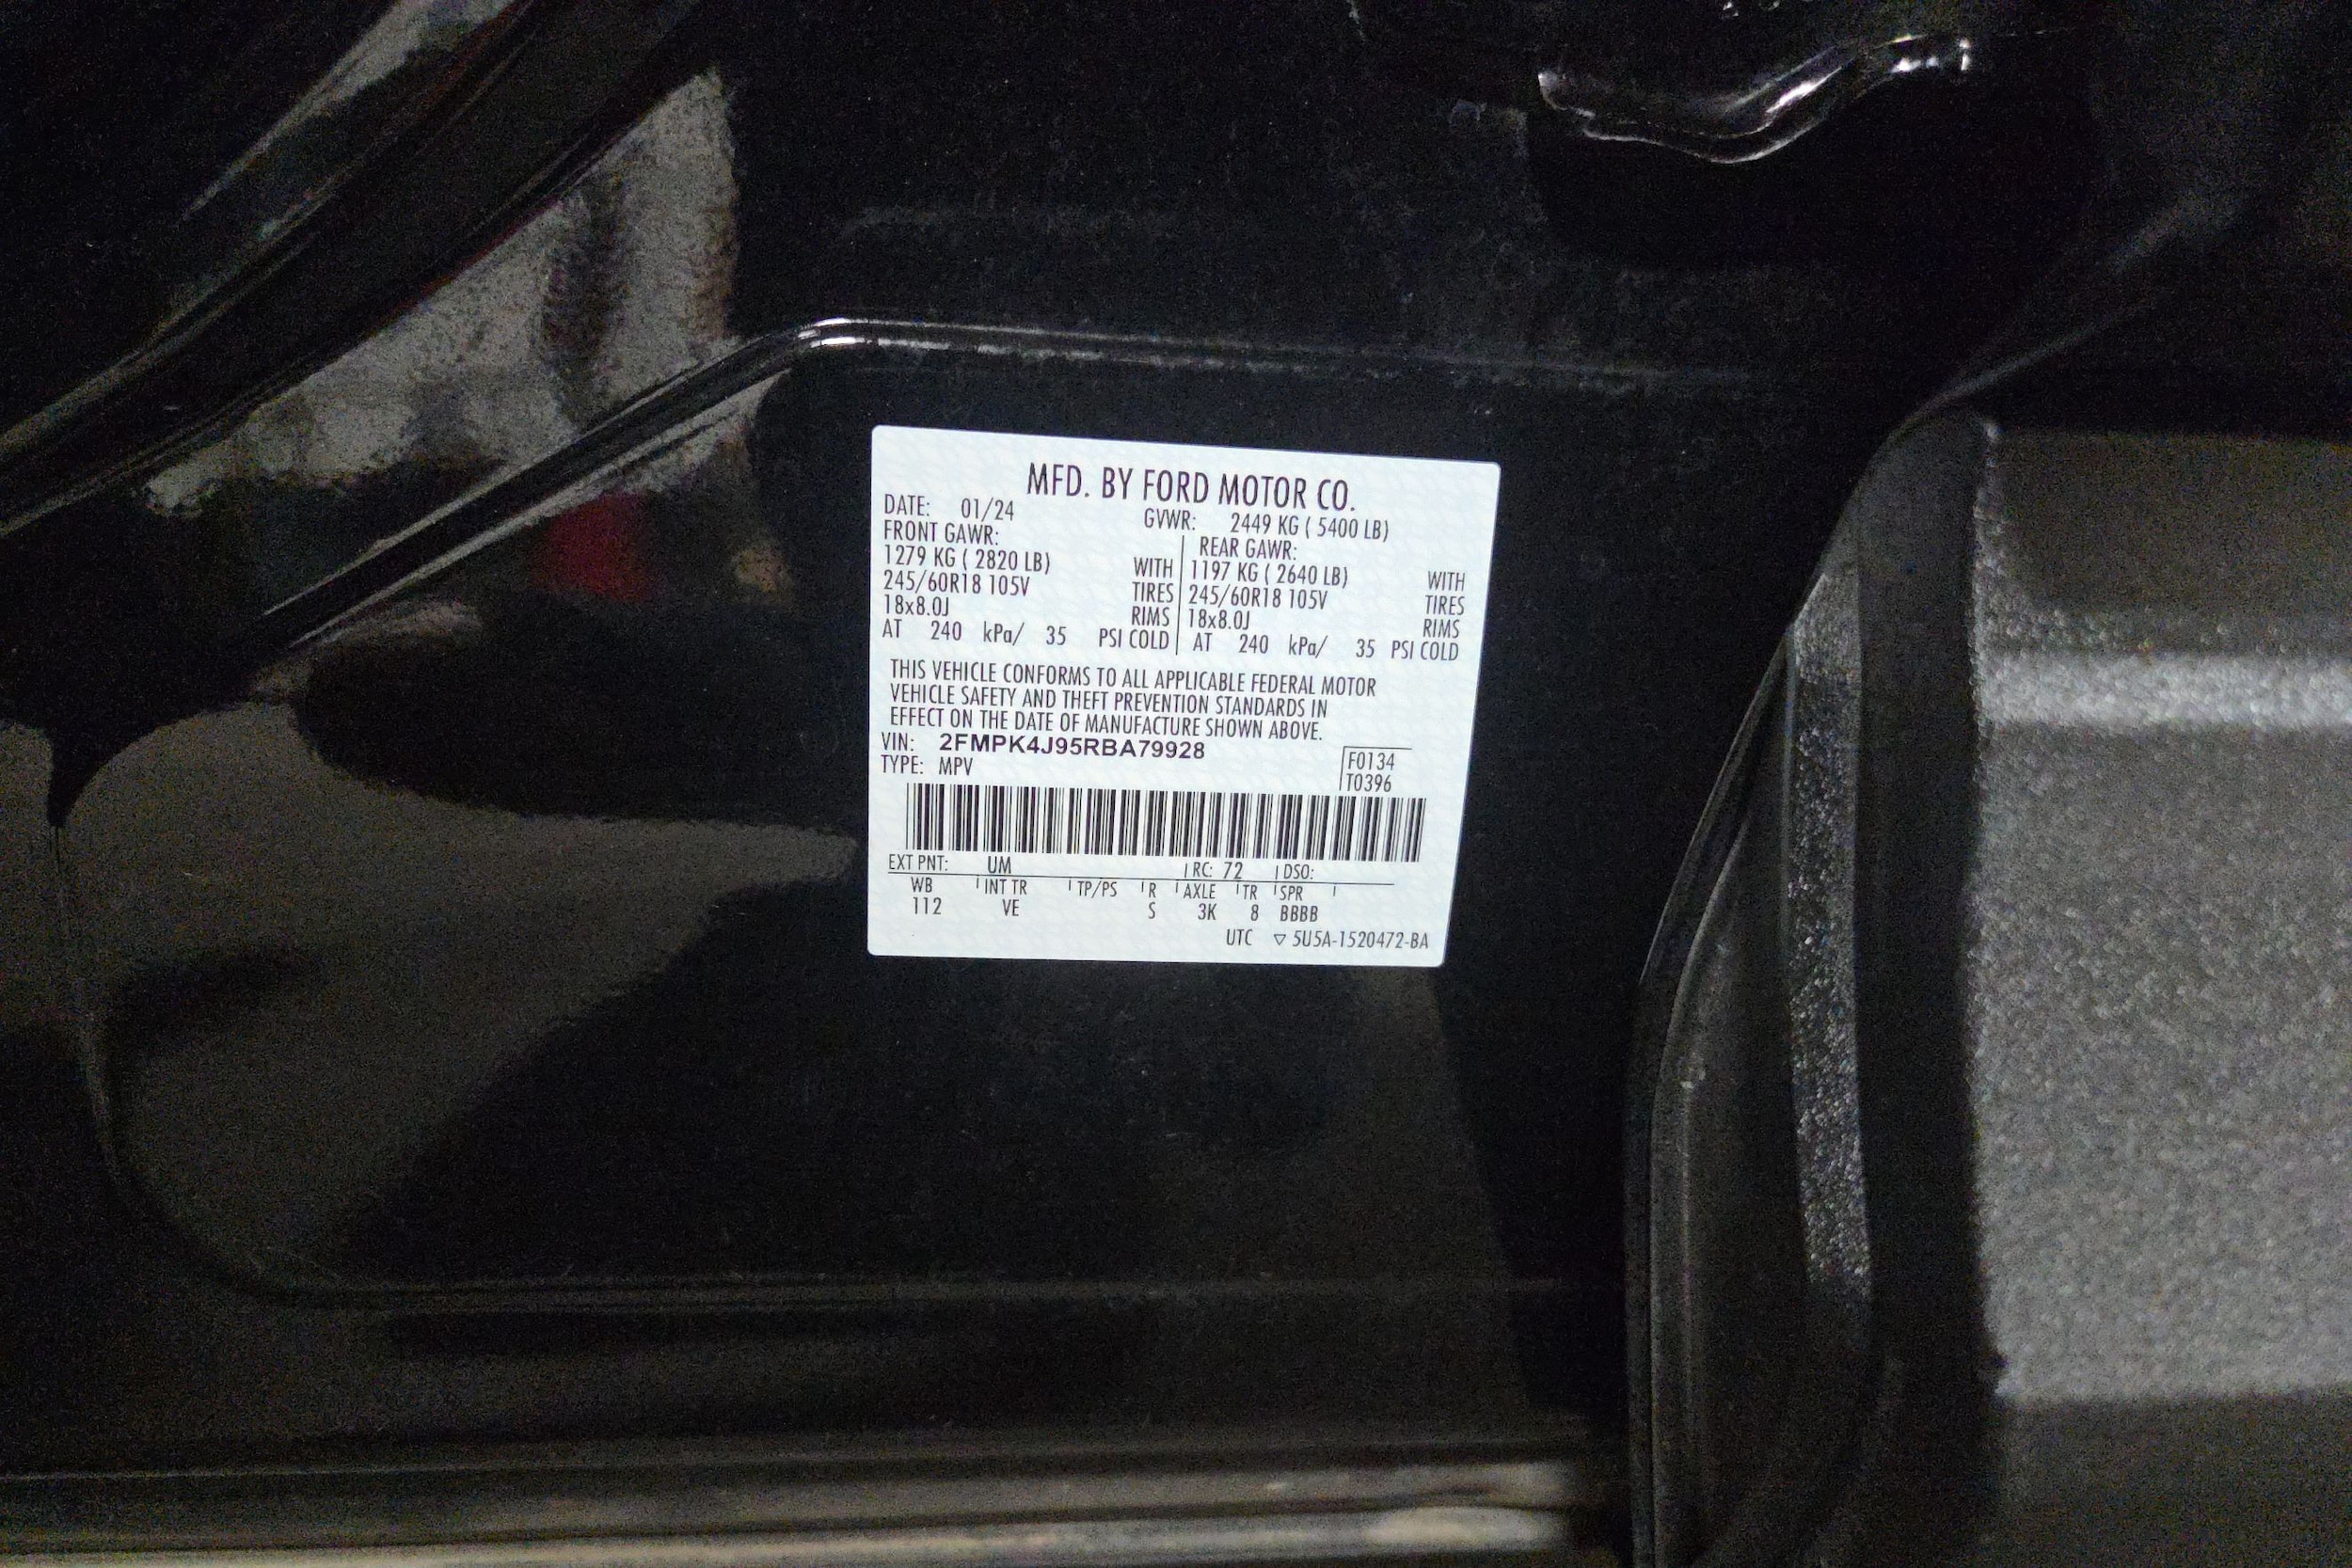 MFD. BY FORD MOTOR CO.
DATE: 01/24 GVWR: 2449 KG ( 5400 LB)
FRONT GAWR: REAR GAWR:
1279 KG ( 2820 LB) WITH 1197 KG ( 2640 LB) WITH
245/60R18 105V TIRES 245/60R18 105V TIRES
18x8.0J RIMS 18x8.0J RIMS
AT 240 kPa/ 35 PSI COLD AT 240 kPa/ 35 PSI COLD
THIS VEHICLE CONFORMS TO ALL APPLICABLE FEDERAL MOTOR
VEHICLE SAFETY AND THEFT PREVENTION STANDARDS IN
EFFECT ON THE DATE OF MANUFACTURE SHOWN ABOVE.
VIN: 2FMPK4J95RBA79928 F0134
TYPE: MPV T0396
EXT PNT: UM RC: 72 DSO:
WB INT TR TP/PS R AXLE TR SPR
112 VE S 3K 8 BBBB
UTC ▽ 5U5A-1520472-BA